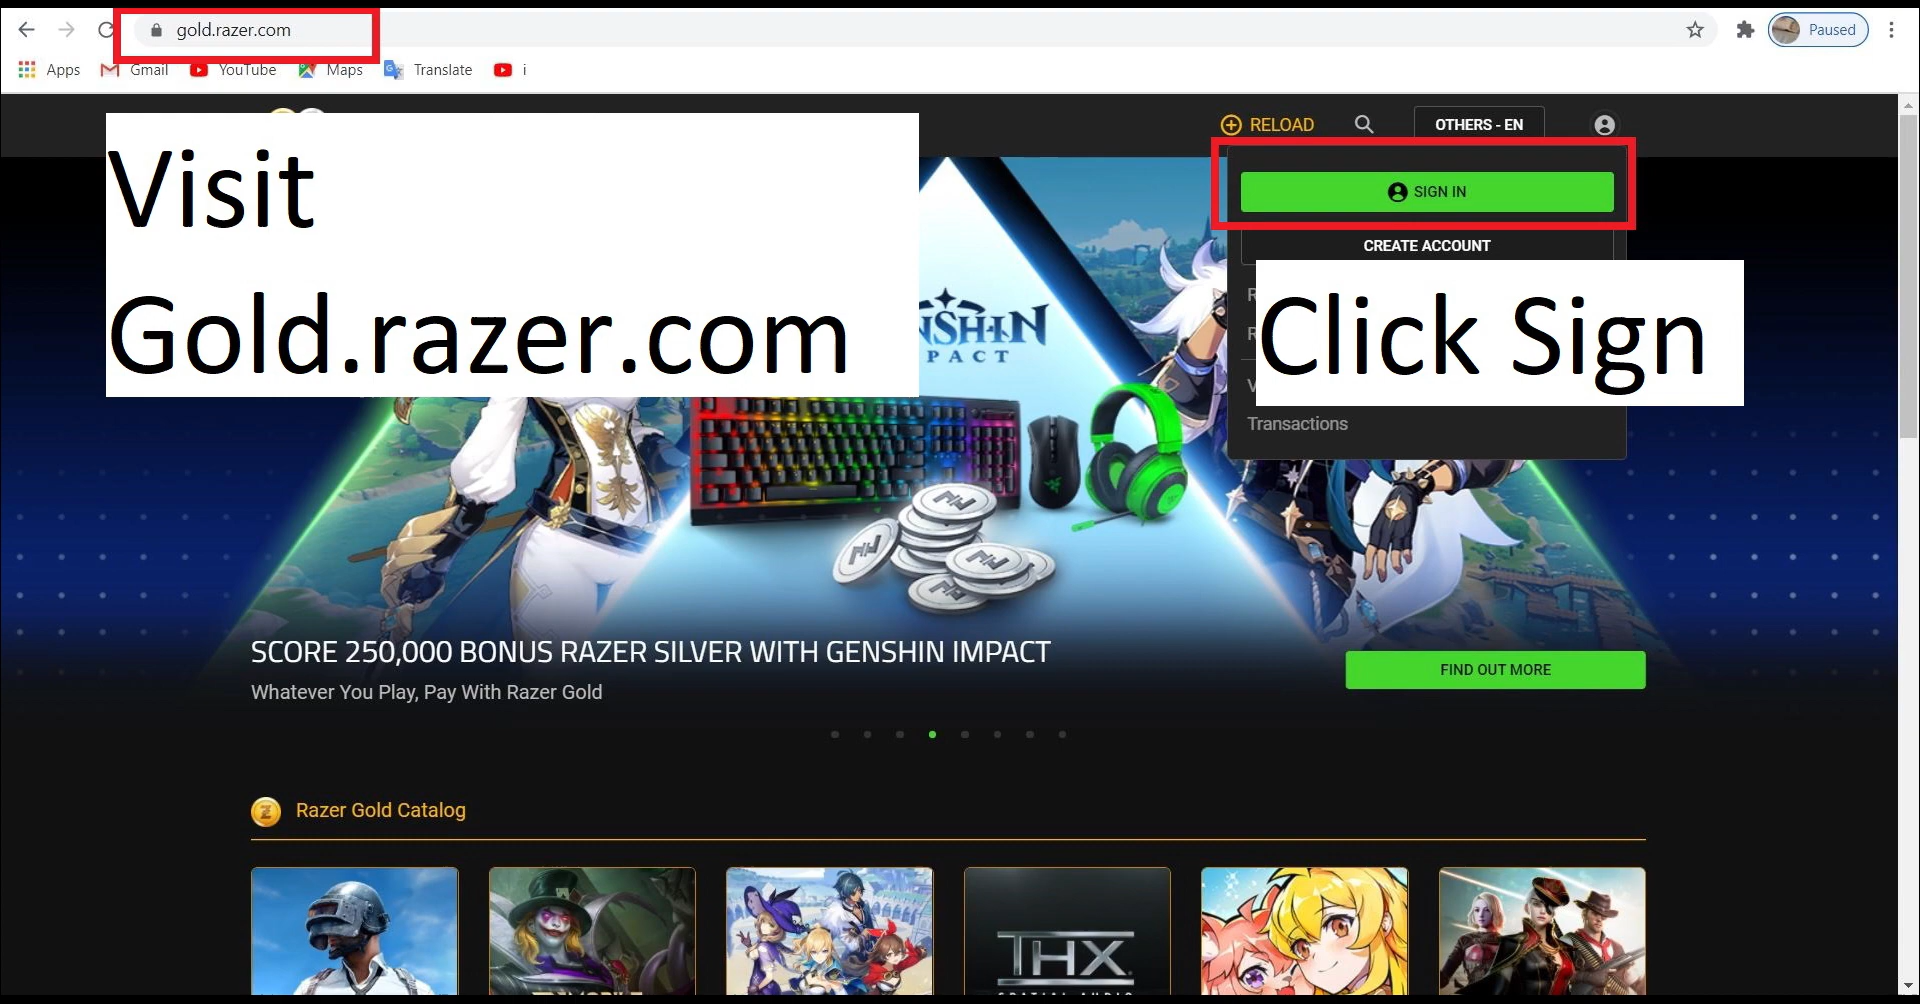 gold.razer.com
Paused
Apps
Gmail
YouTube
Maps
Translate
i
RELOAD
OTHERS - EN
Visit
Gold.razer.com
SIGN IN
CREATE ACCOUNT
Click Sign
Transactions
SCORE 250,000 BONUS RAZER SILVER WITH GENSHIN IMPACT
Whatever You Play, Pay With Razer Gold
FIND OUT MORE
Razer Gold Catalog
THX